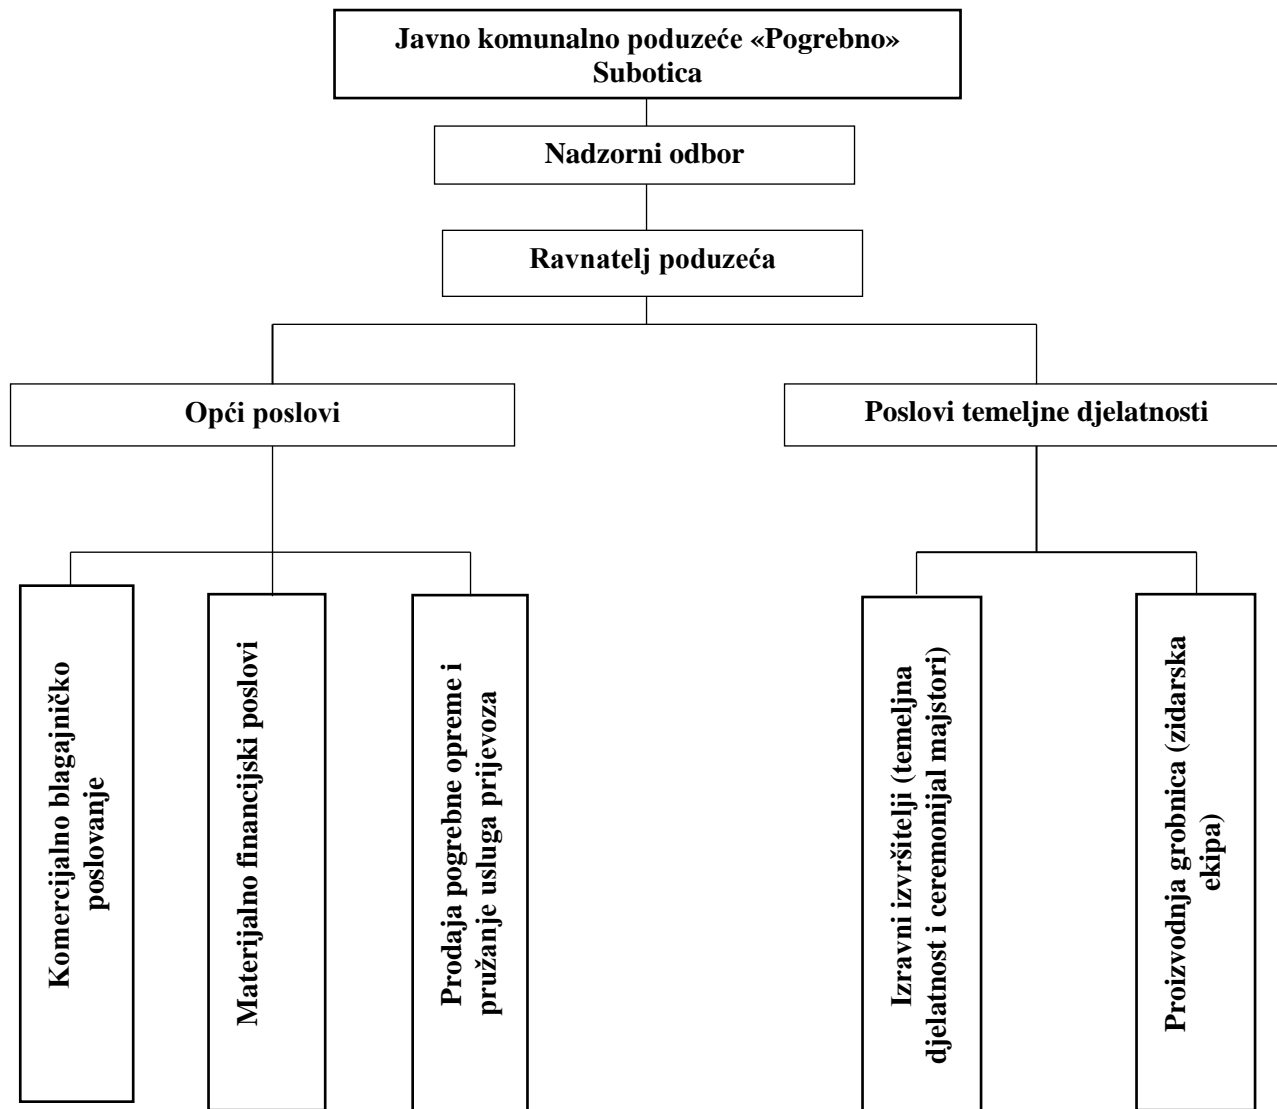 Javno komunalno poduzeće «Pogrebno»
Subotica
Nadzorni odbor
Ravnatelj poduzeća
Opći poslovi
Poslovi temeljne djelatnosti
Komercijalno blagajničko
poslovanje
Materijalno financijski poslovi
Prodaja pogrebne opreme i
pružanje usluga prijevoza
Izravni izvršitelji (temeljna
djelatnost i ceremonijal majstori)
Proizvodnja grobnica (zidarska
ekipa)